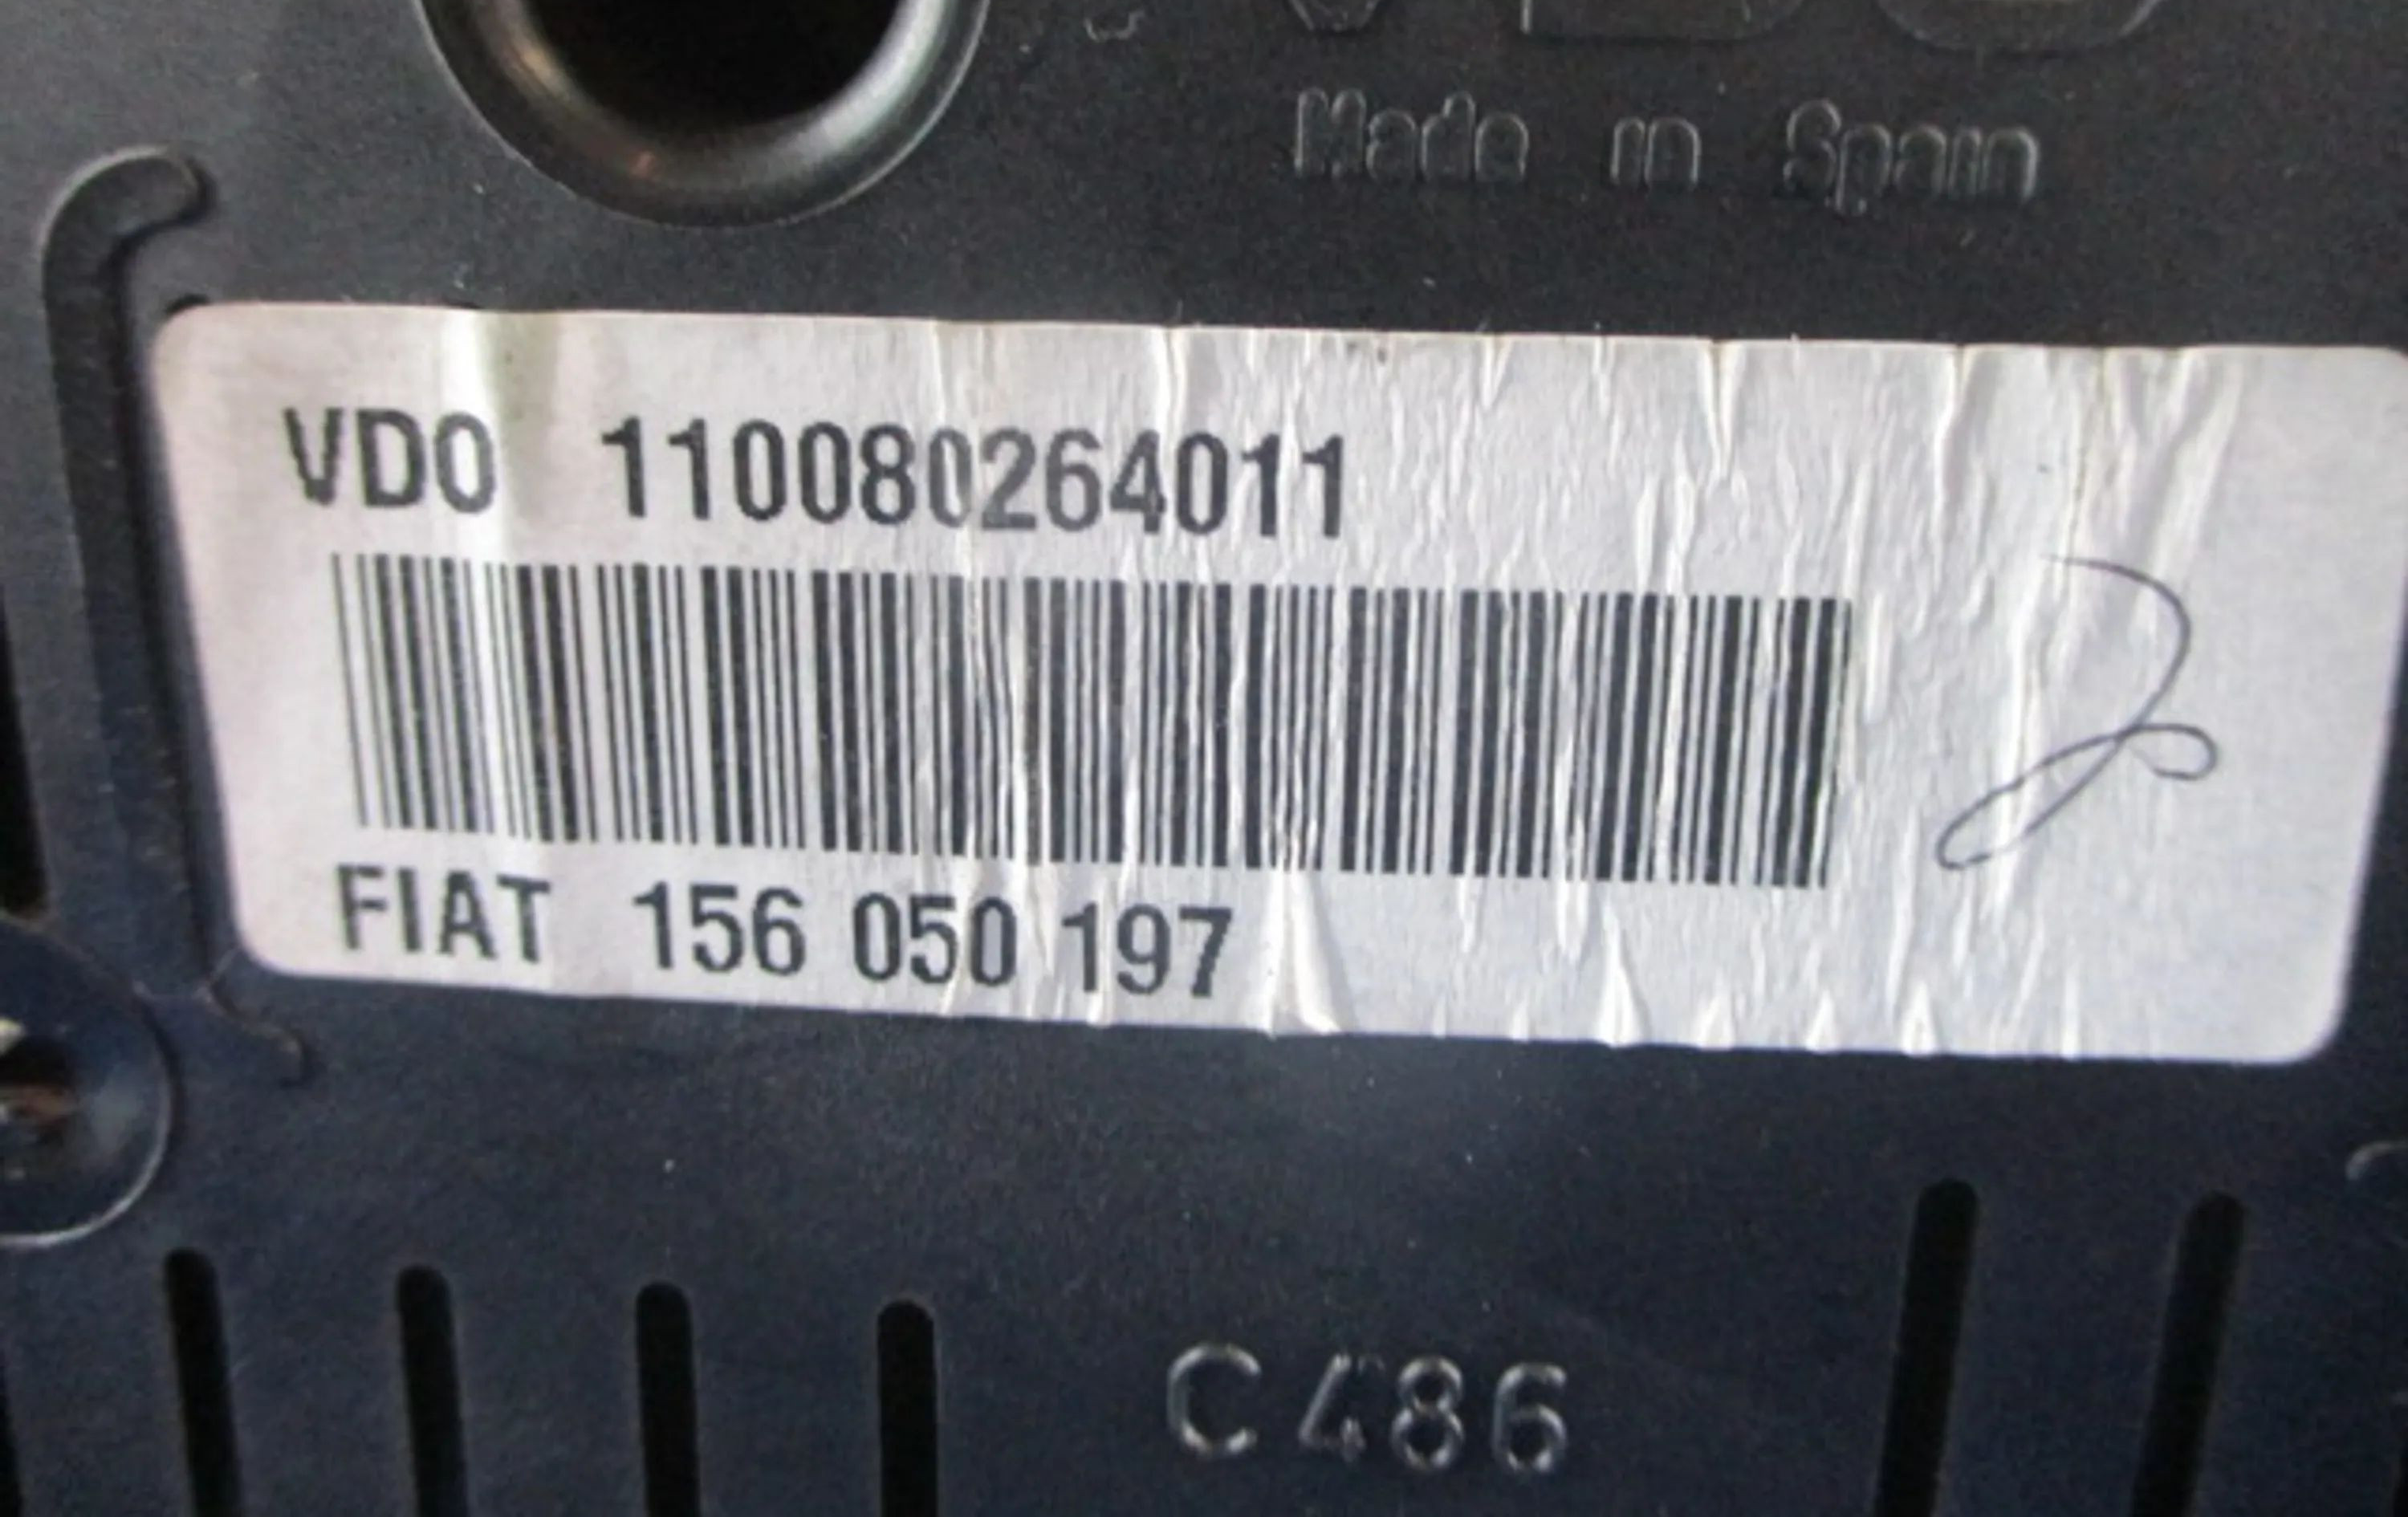 Made in Spain
VDO 110080264011
FIAT 156 050 197
C486